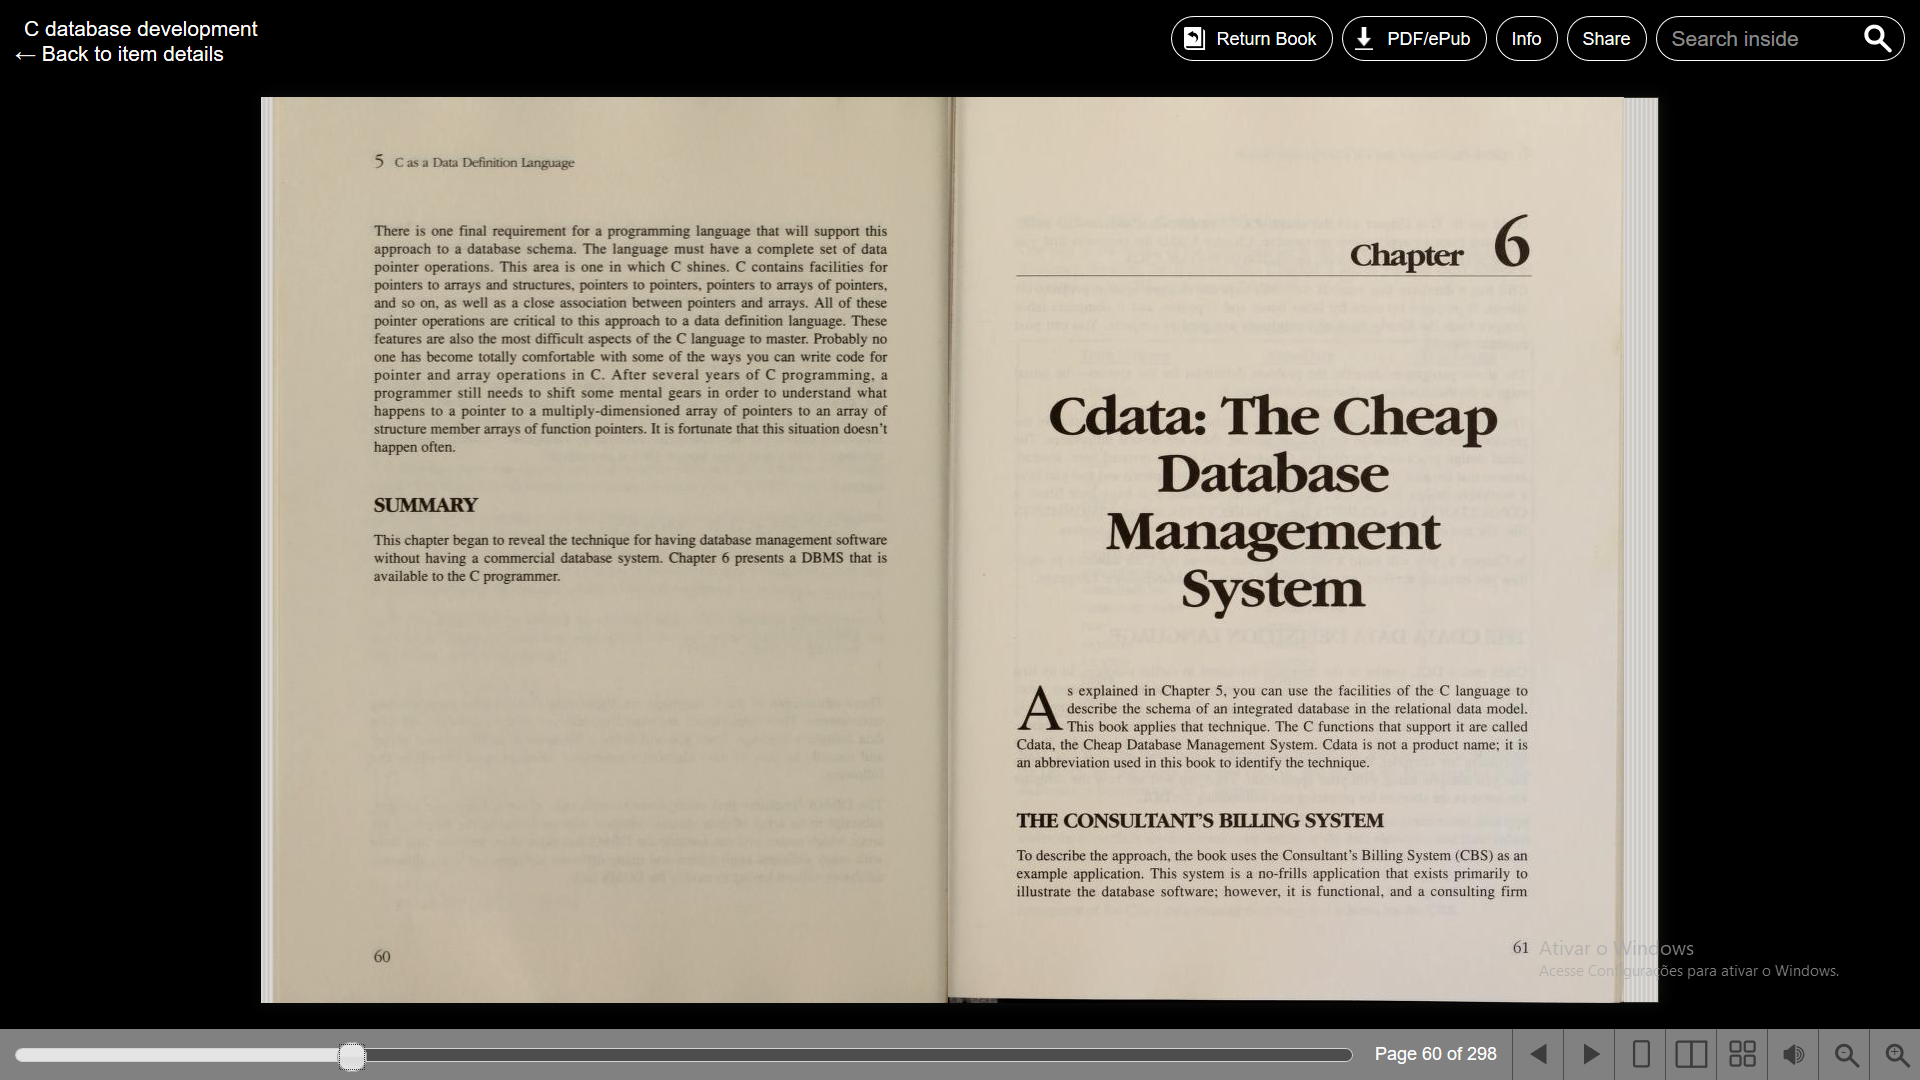 C database development
← Back to item details
Return Book
PDF/ePub
Info
Share
Search inside
5 C as a Data Definition Language
There is one final requirement for a programming language that will support this
approach to a database schema. The language must have a complete set of data
pointer operations. This area is one in which C shines. C contains facilities for
pointers to arrays and structures, pointers to pointers, pointers to arrays of pointers,
and so on, as well as a close association between pointers and arrays. All of these
pointer operations are critical to this approach to a data definition language. These
features are also the most difficult aspects of the C language to master. Probably no
one has become totally comfortable with some of the ways you can write code for
pointer and array operations in C. After several years of C programming, a
programmer still needs to shift some mental gears in order to understand what
happens to a pointer to a multiply-dimensioned array of pointers to an array of
structure member arrays of function pointers. It is fortunate that this situation doesn't
happen often.
SUMMARY
This chapter began to reveal the technique for having database management software
without having a commercial database system. Chapter 6 presents a DBMS that is
available to the C programmer.
60
Chapter 6
Cdata: The Cheap
Database
Management
System
As explained in Chapter 5, you can use the facilities of the C language to
describe the schema of an integrated database in the relational data model.
This book applies that technique. The C functions that support it are called
Cdata, the Cheap Database Management System. Cdata is not a product name; it is
an abbreviation used in this book to identify the technique.
THE CONSULTANT'S BILLING SYSTEM
To describe the approach, the book uses the Consultant's Billing System (CBS) as an
example application. This system is a no-frills application that exists primarily to
illustrate the database software; however, it is functional, and a consulting firm
61
Ativar o Windows
Acesse Configurações para ativar o Windows.
Page 60 of 298